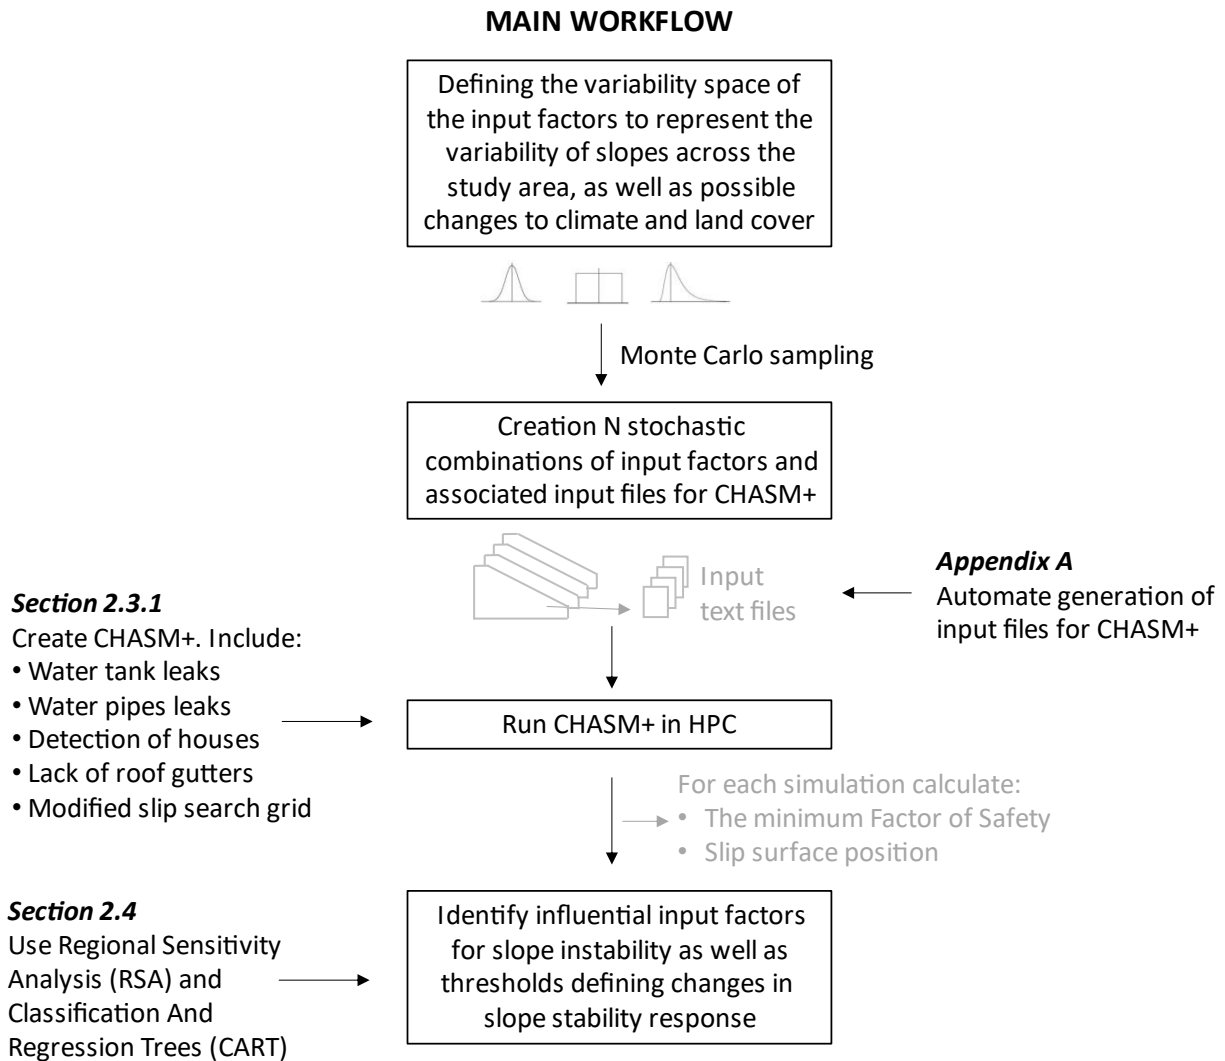 MAIN WORKFLOW
Defining the variability space of
the input factors to represent the
variability of slopes across the
study area, as well as possible
changes to climate and land cover
Monte Carlo sampling
Creation N stochastic
combinations of input factors and
associated input files for CHASM+
Input
text files
Appendix A
Automate generation of
input files for CHASM+
Section 2.3.1
Create CHASM+. Include:
• Water tank leaks
• Water pipes leaks
• Detection of houses
• Lack of roof gutters
• Modified slip search grid
Run CHASM+ in HPC
For each simulation calculate:
• The minimum Factor of Safety
• Slip surface position
Section 2.4
Use Regional Sensitivity
Analysis (RSA) and
Classification And
Regression Trees (CART)
Identify influential input factors
for slope instability as well as
thresholds defining changes in
slope stability response